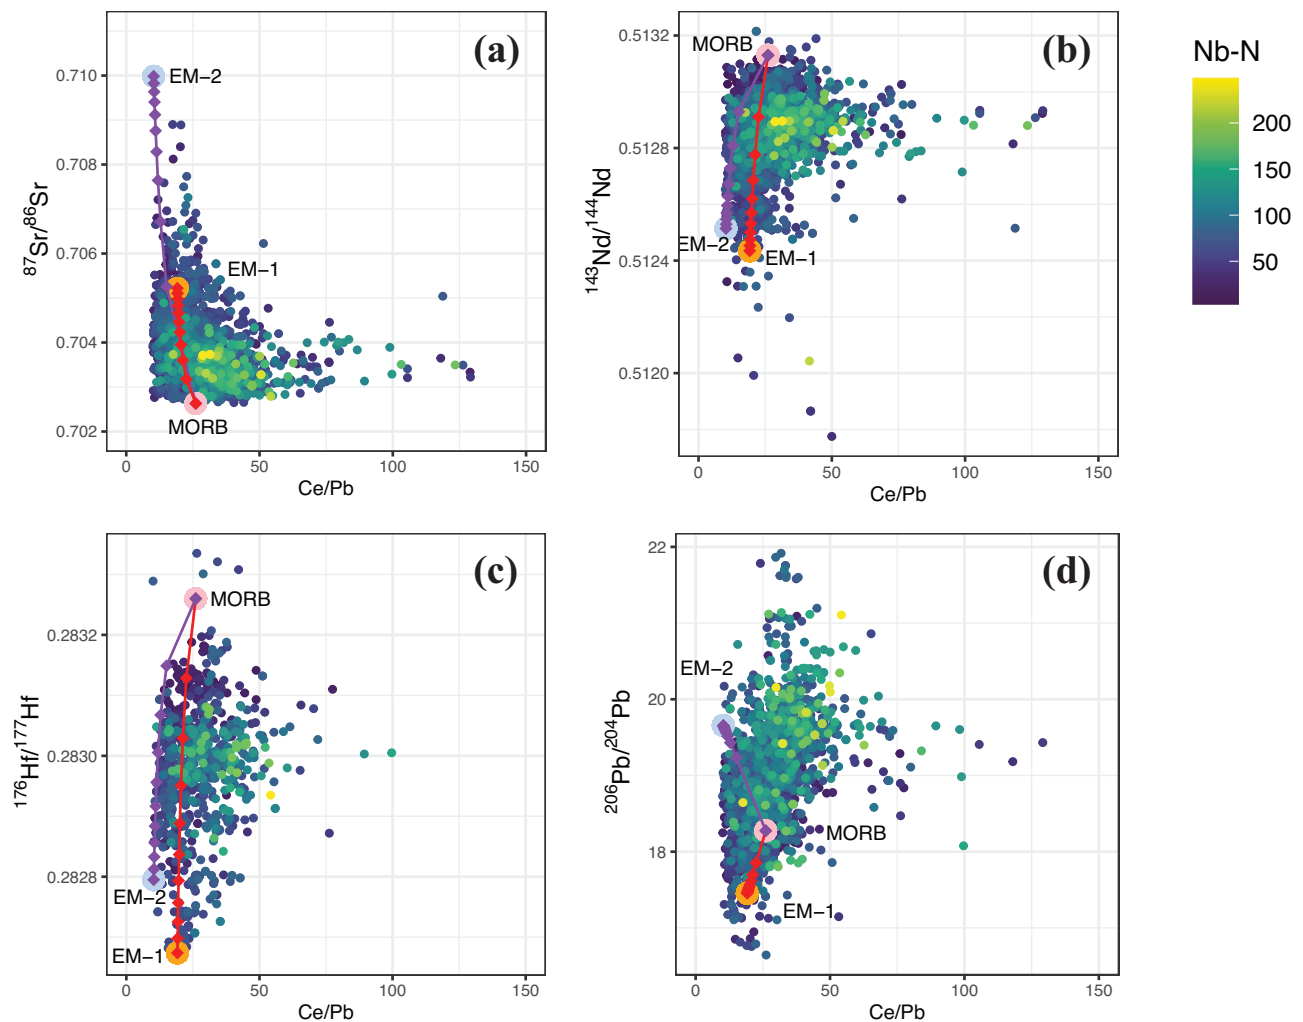 (a)
0.710
0.708
0.706
0.704
0.702
EM−2
EM−1
MORB
87Sr/86Sr
0
50
100
150
Ce/Pb
(b)
0.5132
0.5128
0.5124
0.5120
MORB
EM−2
EM−1
143Nd/144Nd
0
50
100
150
Ce/Pb
Nb-N
200
150
100
50
(c)
0.2832
0.2830
0.2828
MORB
EM−2
EM−1
176Hf/177Hf
0
50
100
150
Ce/Pb
(d)
22
20
18
EM−2
MORB
EM−1
206Pb/204Pb
0
50
100
150
Ce/Pb